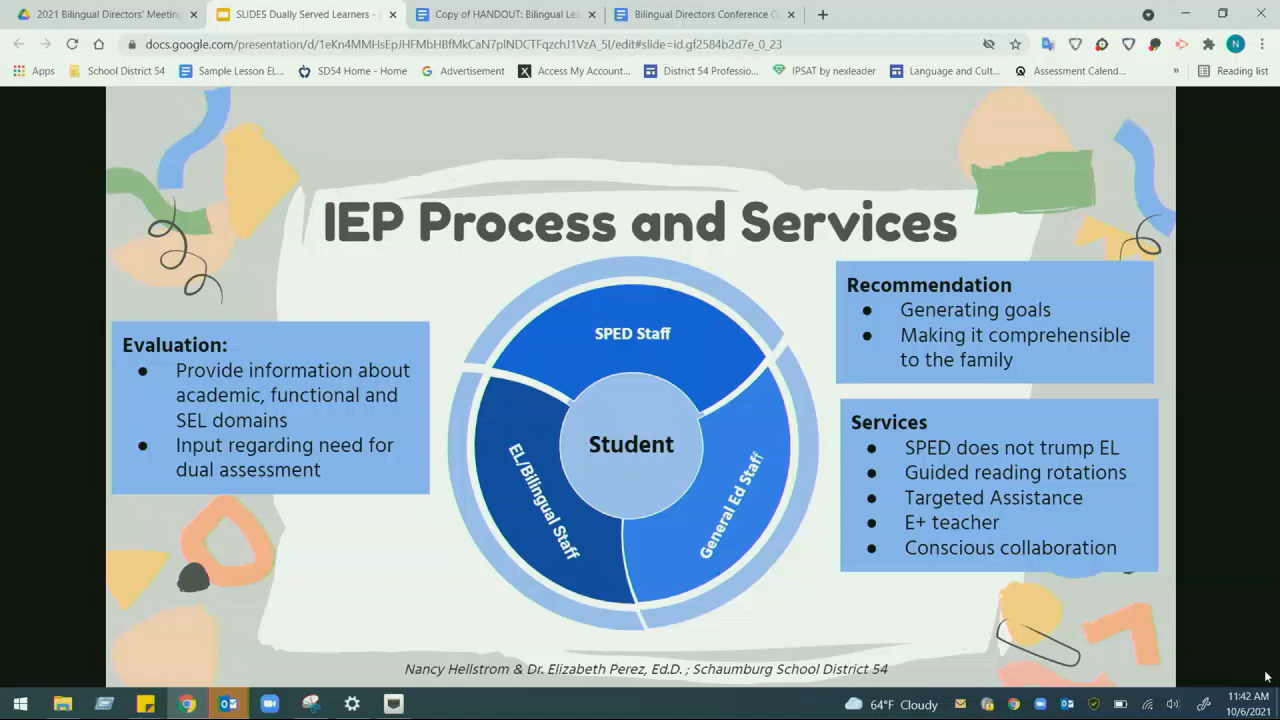 2021 Bilingual Directors' Meeting
SLIDES Dually Served Learners -
Copy of HANDOUT: Bilingual Le
Bilingual Directors Conference C
docs.google.com/presentation/d/1eKn4MMHsEpJHFMbHBfMkCaN7plNDCTFqzchJ1VzA_5I/edit#slide=id.gf2584b2d7e_0_23
N
Apps
School District 54
Sample Lesson EL...
SD54 Home - Home
Advertisement
Access My Account...
District 54 Professio...
IPSAT by nexleader
Language and Cult...
Assessment Calend...
»
Reading list
IEP Process and Services
Evaluation:
● Provide information about
academic, functional and
SEL domains
● Input regarding need for
dual assessment
SPED Staff
Student
EL/Bilingual Staff
General Ed Staff
Recommendation
● Generating goals
● Making it comprehensible
to the family
Services
● SPED does not trump EL
● Guided reading rotations
● Targeted Assistance
● E+ teacher
● Conscious collaboration
Nancy Hellstrom & Dr. Elizabeth Perez, Ed.D. ; Schaumburg School District 54
64°F Cloudy
11:42 AM
10/6/2021